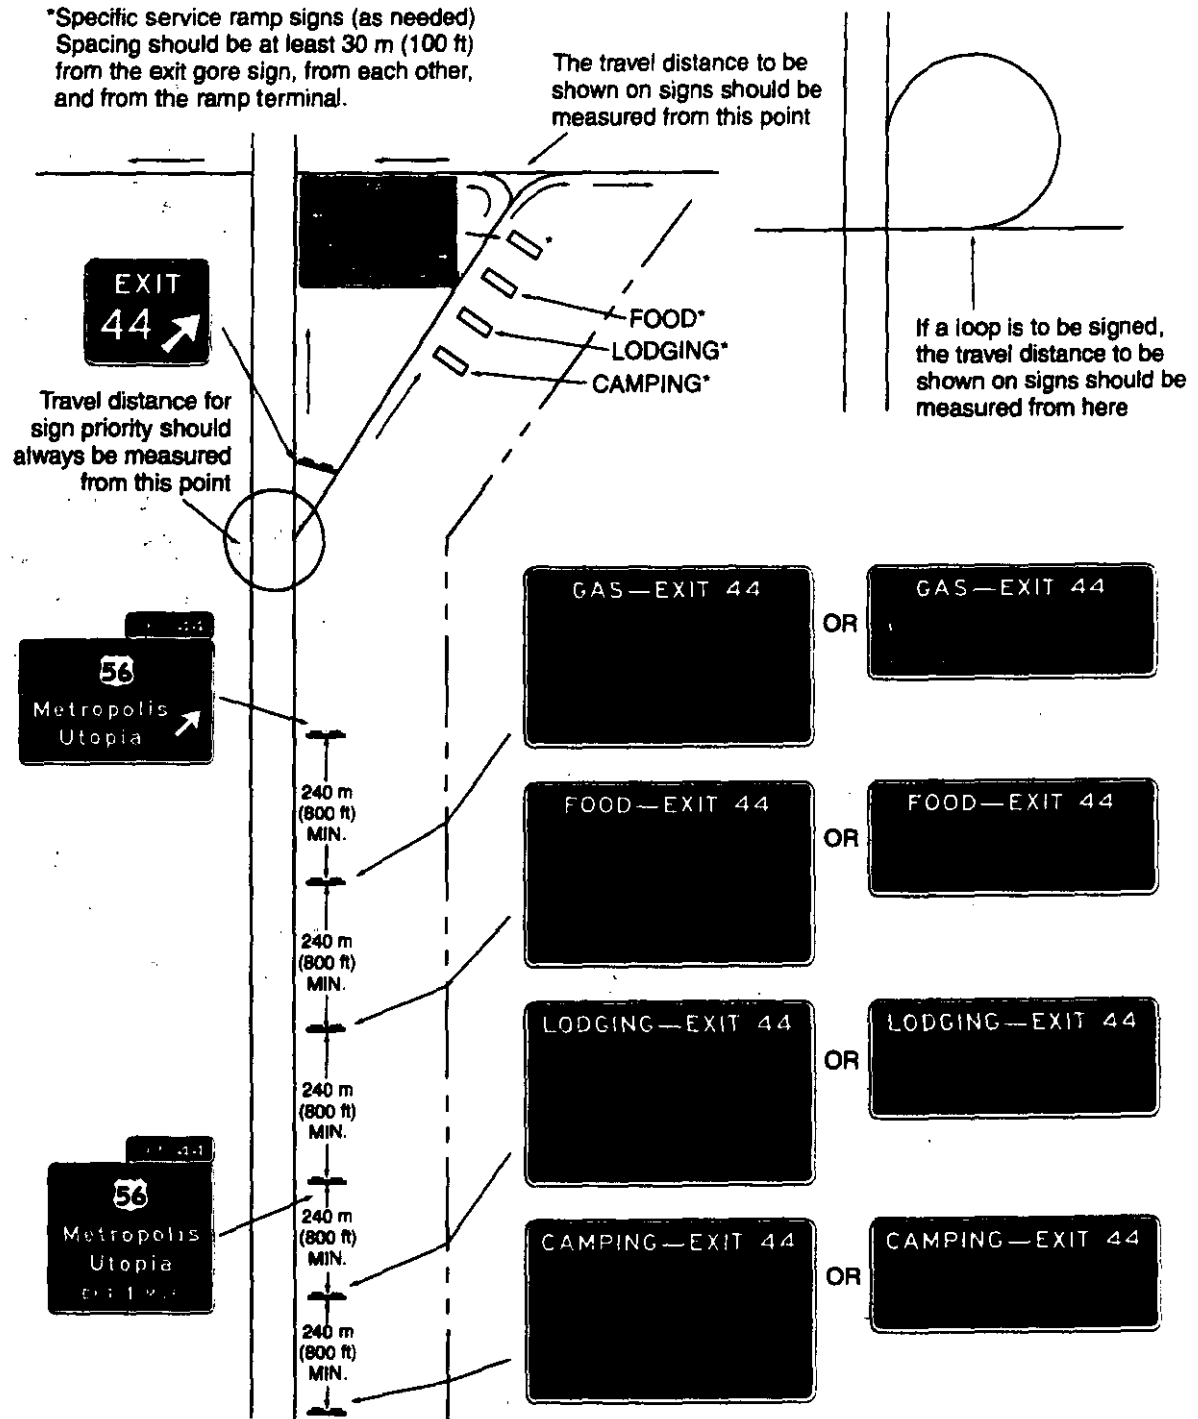 *Specific service ramp signs (as needed)
Spacing should be at least 30 m (100 ft)
from the exit gore sign, from each other,
and from the ramp terminal.
The travel distance to be
shown on signs should be
measured from this point
EXIT
44
FOOD*
LODGING*
CAMPING*
*
If a loop is to be signed,
the travel distance to be
shown on signs should be
measured from here
Travel distance for
sign priority should
always be measured
from this point
GAS—EXIT 44
OR
GAS—EXIT 44
44
56
Metropolis
Utopia
240 m
(800 ft)
MIN.
FOOD—EXIT 44
OR
FOOD—EXIT 44
240 m
(800 ft)
MIN.
LODGING—EXIT 44
OR
LODGING—EXIT 44
240 m
(800 ft)
MIN.
44
56
Metropolis
Utopia
1
240 m
(800 ft)
MIN.
CAMPING—EXIT 44
OR
CAMPING—EXIT 44
240 m
(800 ft)
MIN.